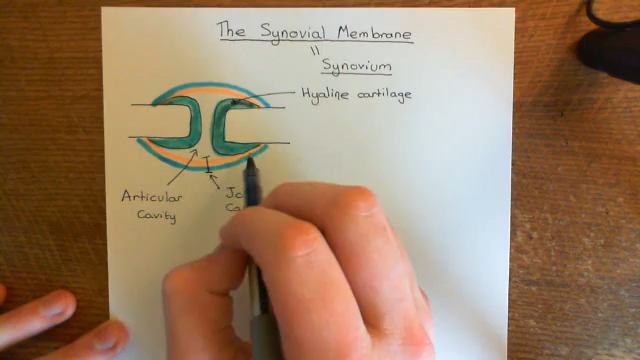 The Synovial Membrane
=
Synovium
Hyaline cartilage
Articular
Cavity